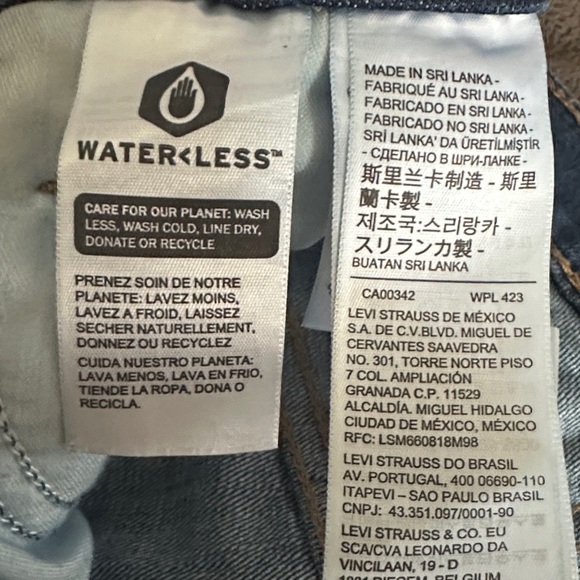 WATER<LESS™
CARE FOR OUR PLANET: WASH
LESS, WASH COLD, LINE DRY,
DONATE OR RECYCLE
PRENEZ SOIN DE NOTRE
PLANETE: LAVEZ MOINS,
LAVEZ A FROID, LAISSEZ
SECHER NATURELLEMENT,
DONNEZ OU RECYCLEZ
CUIDA NUESTRO PLANETA:
LAVA MENOS, LAVA EN FRIO,
TIENDE LA ROPA, DONA O
RECICLA.
MADE IN SRI LANKA -
FABRIQUÉ AU SRI LANKA -
FABRICADO EN SRI LANKA -
FABRICADO NO SRI LANKA -
SRİ LANKA' DA ÜRETİLMİŞTİR
- СДЕЛАНО В ШРИ-ЛАНКЕ -
斯里兰卡制造 - 斯里
蘭卡製 -
제조국:스리랑카 -
スリランカ製 -
BUATAN SRI LANKA
CA00342 WPL 423
LEVI STRAUSS DE MÉXICO
S.A. DE C.V.BLVD. MIGUEL DE
CERVANTES SAAVEDRA
NO. 301, TORRE NORTE PISO
7 COL. AMPLIACIÓN
GRANADA C.P. 11529
ALCALDÍA. MIGUEL HIDALGO
CIUDAD DE MÉXICO, MÉXICO
RFC: LSM660818M98
LEVI STRAUSS DO BRASIL
AV. PORTUGAL, 400 06690-110
ITAPEVI – SAO PAULO BRASIL
CNPJ: 43.351.097/0001-90
LEVI STRAUSS & CO. EU
SCA/CVA LEONARDO DA
VINCILAAN, 19 - D
1831 DIEGEM, BELGIUM